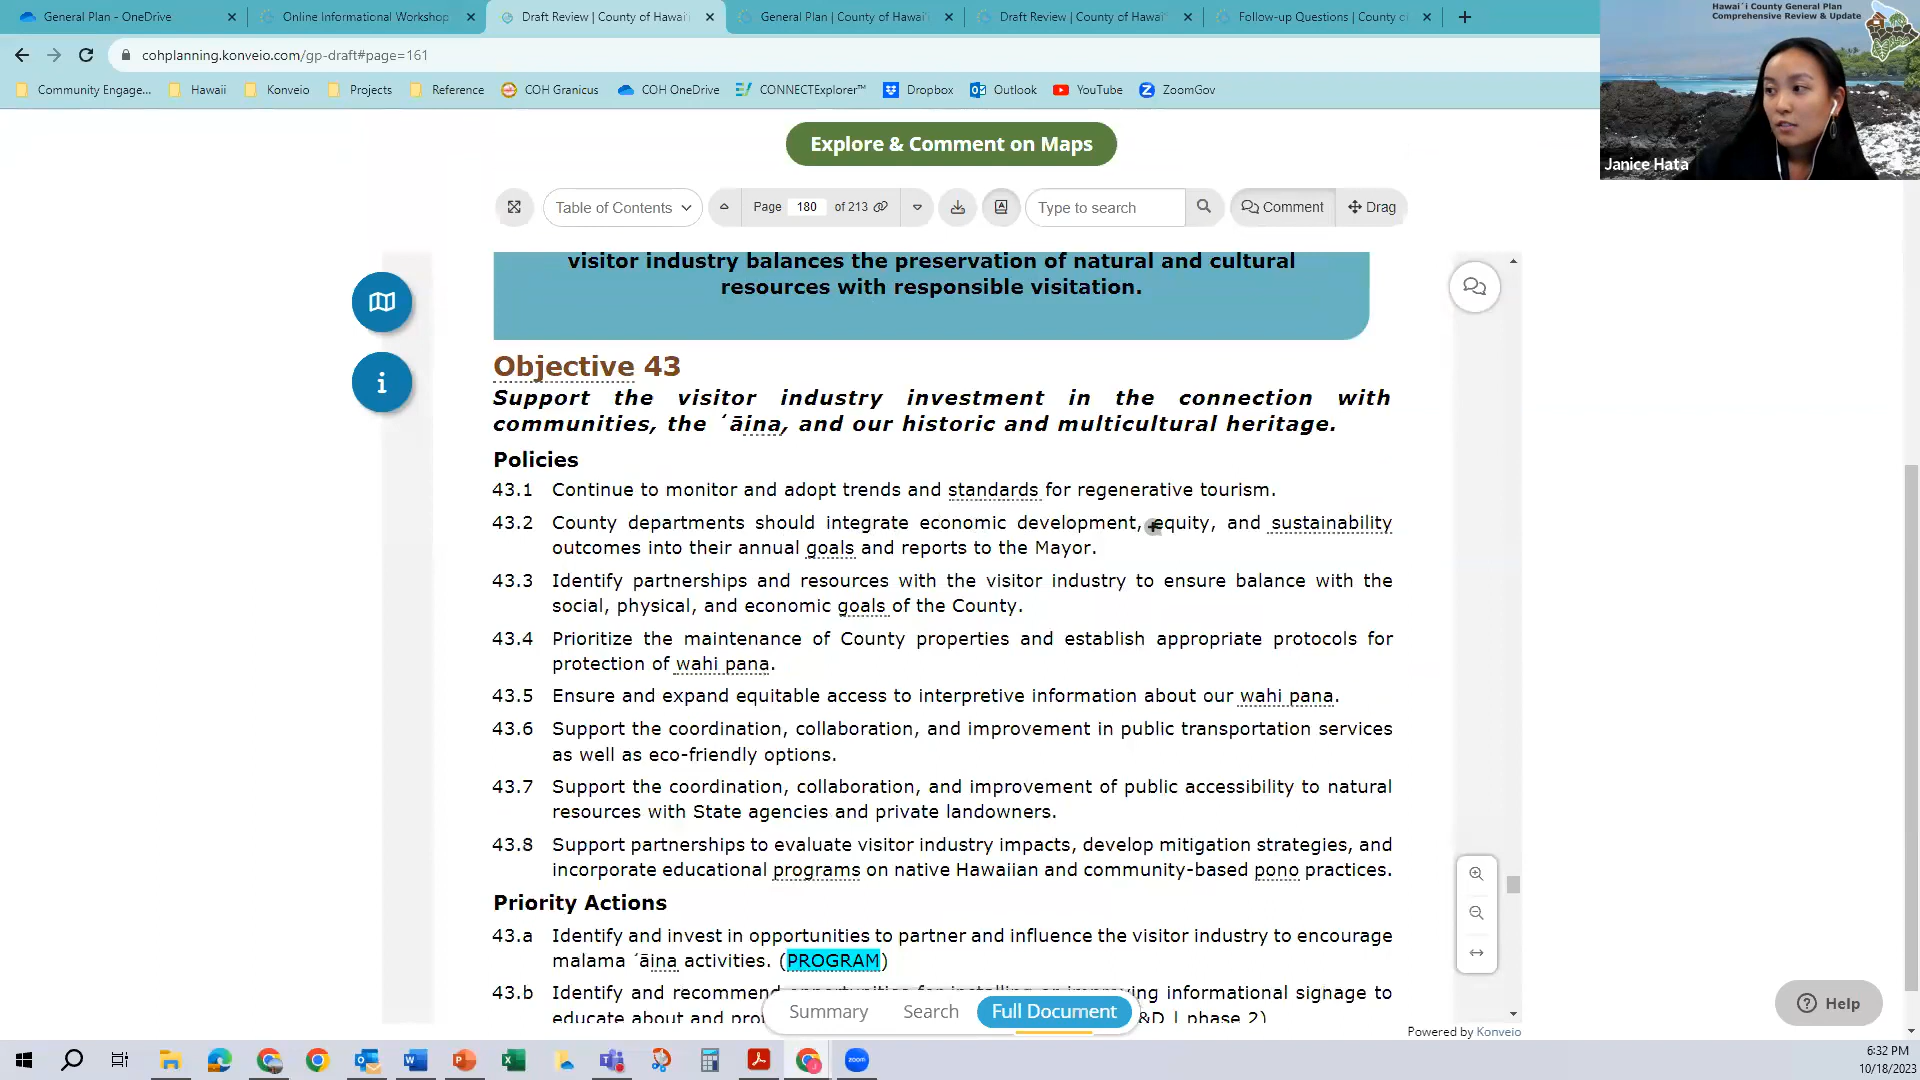 General Plan - OneDrive
Online Informational Workshop
Draft Review | County of Hawai'i
General Plan | County of Hawai'i
Draft Review | County of Hawai'i
Follow-up Questions | County of
cohplanning.konveio.com/gp-draft#page=161
Community Engage...
Hawaii
Konveio
Projects
Reference
COH Granicus
COH OneDrive
CONNECTExplorer™
Dropbox
Outlook
YouTube
ZoomGov
Hawai´i County General Plan
Comprehensive Review & Update
Janice Hata
Explore & Comment on Maps
Table of Contents
Page 180 of 213
Type to search
Comment
Drag
visitor industry balances the preservation of natural and cultural
resources with responsible visitation.
Objective 43
Support the visitor industry investment in the connection with
communities, the ´āina, and our historic and multicultural heritage.
Policies
43.1 Continue to monitor and adopt trends and standards for regenerative tourism.
43.2 County departments should integrate economic development, equity, and sustainability
outcomes into their annual goals and reports to the Mayor.
43.3 Identify partnerships and resources with the visitor industry to ensure balance with the
social, physical, and economic goals of the County.
43.4 Prioritize the maintenance of County properties and establish appropriate protocols for
protection of wahi pana.
43.5 Ensure and expand equitable access to interpretive information about our wahi pana.
43.6 Support the coordination, collaboration, and improvement in public transportation services
as well as eco-friendly options.
43.7 Support the coordination, collaboration, and improvement of public accessibility to natural
resources with State agencies and private landowners.
43.8 Support partnerships to evaluate visitor industry impacts, develop mitigation strategies, and
incorporate educational programs on native Hawaiian and community-based pono practices.
Priority Actions
43.a Identify and invest in opportunities to partner and influence the visitor industry to encourage
malama ´āina activities. (PROGRAM)
43.b Identify and recommend opportunities for installing or improving informational signage to
educate about and pro &D | phase 2)
Summary
Search
Full Document
Powered by Konveio
Help
6:32 PM
10/18/2023
zoom